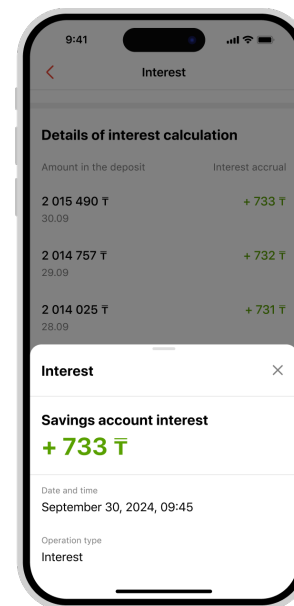 9:41
Interest
Details of interest calculation
Amount in the deposit Interest accrual
2 015 490 ₸ + 733 ₸
30.09
2 014 757 ₸ + 732 ₸
29.09
2 014 025 ₸ + 731 ₸
28.09
Interest
Savings account interest
+ 733 ₸
Date and time
September 30, 2024, 09:45
Operation type
Interest